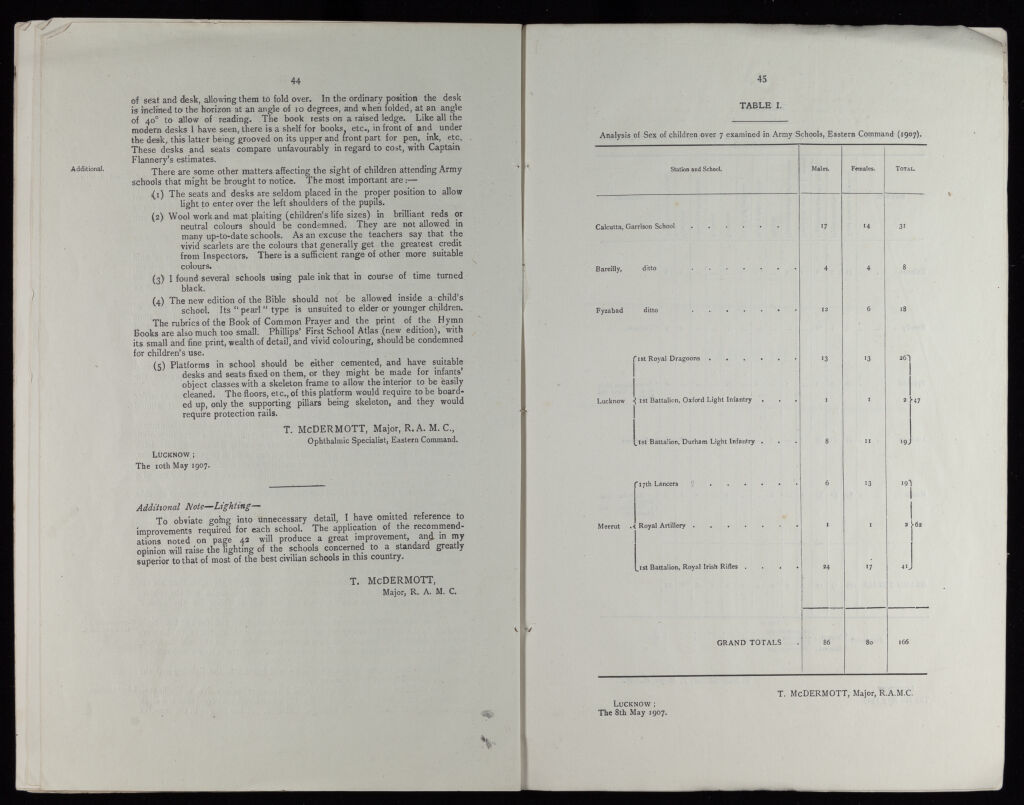 44
of seat and desk, allowing them to fold over. In the ordinary position the desk
is inclined to the horizon at an angle of 10 degrees, and when folded, at an angle
of 40° to allow of reading. The book rests on a raised ledge. Like all the
modern desks I have seen, there is a shelf for books, etc., in front of and under
the desk, this latter being grooved on its upper and front part for pen, ink, etc.
These desks and seats compare unfavourably in regard to cost, with Captain
Flannery's estimates.
Additional.
There are some other matters affecting the sight of children attending Army
schools that might be brought to notice. The most important are :—
(1) The seats and desks are seldom placed in the proper position to allow
light to enter over the left shoulders of the pupils.
(2) Wool work and mat plaiting (children's life sizes) in brilliant reds or
neutral colours should be condemned. They are not allowed in
many up-to-date schools. As an excuse the teachers say that the
vivid scarlets are the colours that generally get the greatest credit
from Inspectors. There is a sufficient range of other more suitable
colours.
(3) I found several schools using pale ink that in course of time turned
black.
(4) The new edition of the Bible should not be allowed inside a child's
school. Its "pearl" type is unsuited to elder or younger children.
The rubrics of the Book of Common Prayer and the print of the Hymn
Books are also much too small. Phillips' First School Atlas (new edition), with
its small and fine print, wealth of detail, and vivid colouring, should be condemned
for children's use.
(5) Platforms in school should be either cemented, and have suitable
desks and seats fixed on them, or they might be made for infants'
object classes with a skeleton frame to allow the interior to be easily
cleaned. The floors, etc., of this platform would require to be board-
ed up, only the supporting pillars being skeleton, and they would
require protection rails.
T. McDERMOTT, Major, R. A. M. C.,
Ophthalmic Specialist, Eastern Command.
LUCKNOW ;
The 10th May 1907.
Additional Note—Lighting—
To obviate going into unnecessary detail, I have omitted reference to
improvements required for each school. The application of the recommend-
ations noted on page 42 will produce a great improvement, and in my
opinion will raise the lighting of the schools concerned to a standard greatly
superior to that of most of the best civilian schools in this country.
T. McDERMOTT,
Major, R. A. M. C.
45
TABLE I.
Analysis of Sex of children over 7 examined in Army Schools, Eastern Command (1907).
Station and School. Males. Females. TOTAL.
Calcutta, Garrison School . . . . . . 17 14 31
Bareilly, ditto . . . . . . . 4 4 8
Fyzabad ditto . . . . . . . 12 6 18
1st Royal Dragoons . . . . . . 13 13 26
Lucknow 1st Battalion, Oxford Light Infantry . . . 1 1 2 47
1st Battalion, Durham Light Infantry . . . 8 11 19
17th Lancers . . . . . . 6 13 19
Meerut . Royal Artillery . . . . . . . 1 1 2 62
1st Battalion, Royal Irish Rifles . . . . 24 17 41
GRAND TOTALS . 86 80 166
T. McDERMOTT, Major, R.A.M.C.
LUCKNOW ;
The 8th May 1907.